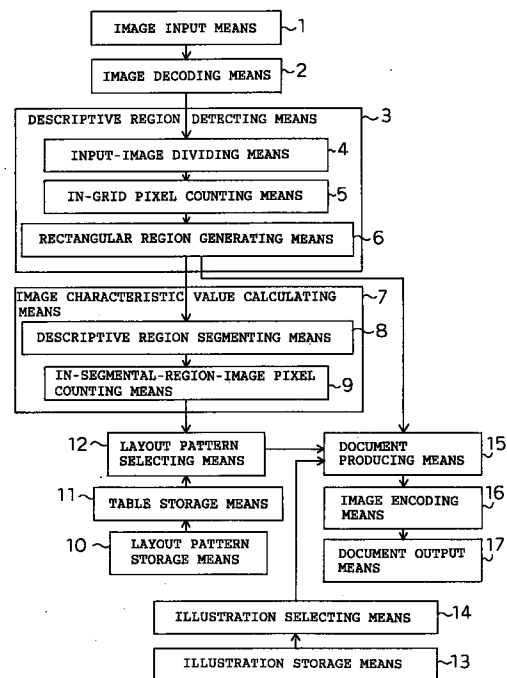 IMAGE INPUT MEANS
1
IMAGE DECODING MEANS
2
DESCRIPTIVE REGION DETECTING MEANS
3
INPUT-IMAGE DIVIDING MEANS
4
IN-GRID PIXEL COUNTING MEANS
5
RECTANGULAR REGION GENERATING MEANS
6
IMAGE CHARACTERISTIC VALUE CALCULATING
MEANS
7
DESCRIPTIVE REGION SEGMENTING MEANS
8
IN-SEGMENTAL-REGION-IMAGE PIXEL
COUNTING MEANS
9
12
LAYOUT PATTERN
SELECTING MEANS
11
TABLE STORAGE MEANS
10
LAYOUT PATTERN
STORAGE MEANS
DOCUMENT
PRODUCING MEANS
15
IMAGE ENCODING
MEANS
16
DOCUMENT OUTPUT
MEANS
17
ILLUSTRATION SELECTING MEANS
14
ILLUSTRATION STORAGE MEANS
13